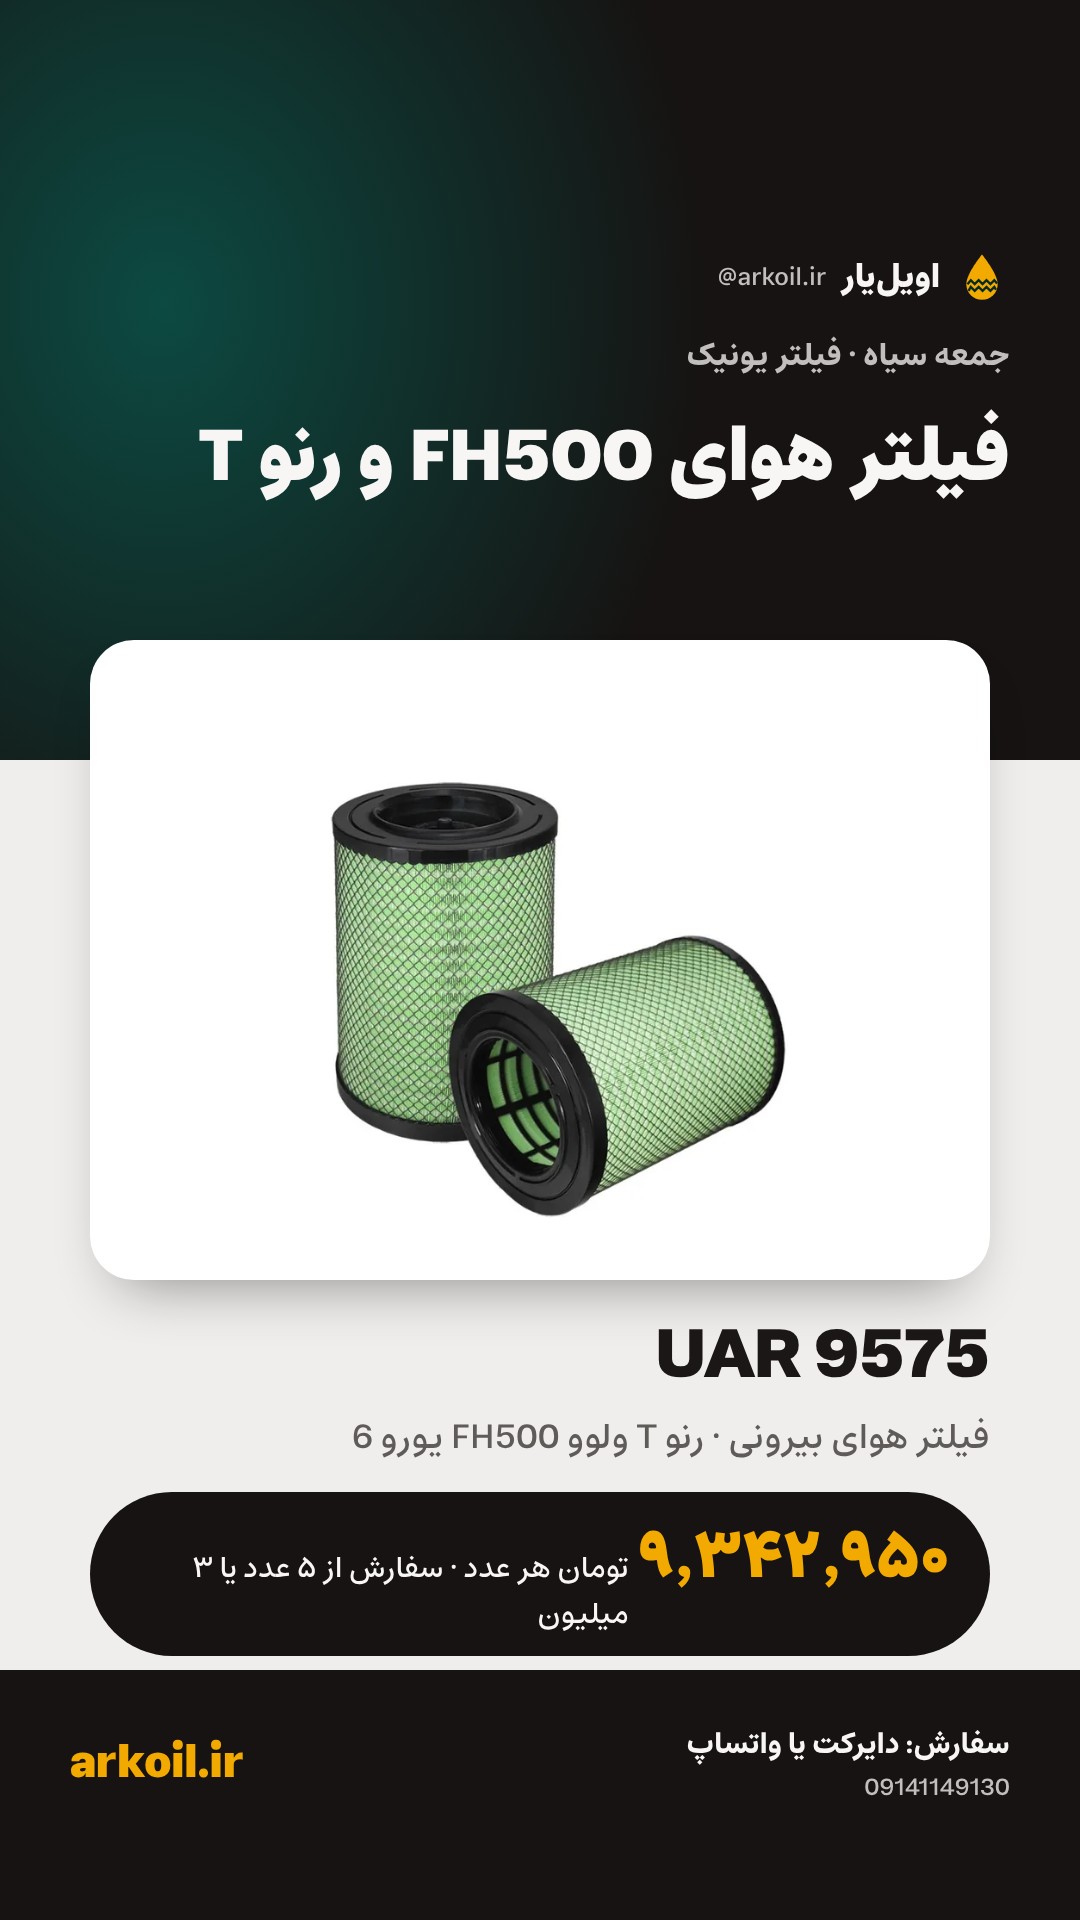 اویل‌یار @arkoil.ir
جمعه سیاه · فیلتر یونیک
فیلتر هوای FH500 و رنو T
UAR 9575
فیلتر هوای بیرونی · رنو T ولوو FH500 یورو 6
۹,۳۴۲,۹۵۰ تومان هر عدد · سفارش از ۵ عدد یا ۳
میلیون
سفارش: دایرکت یا واتساپ
09141149130
arkoil.ir